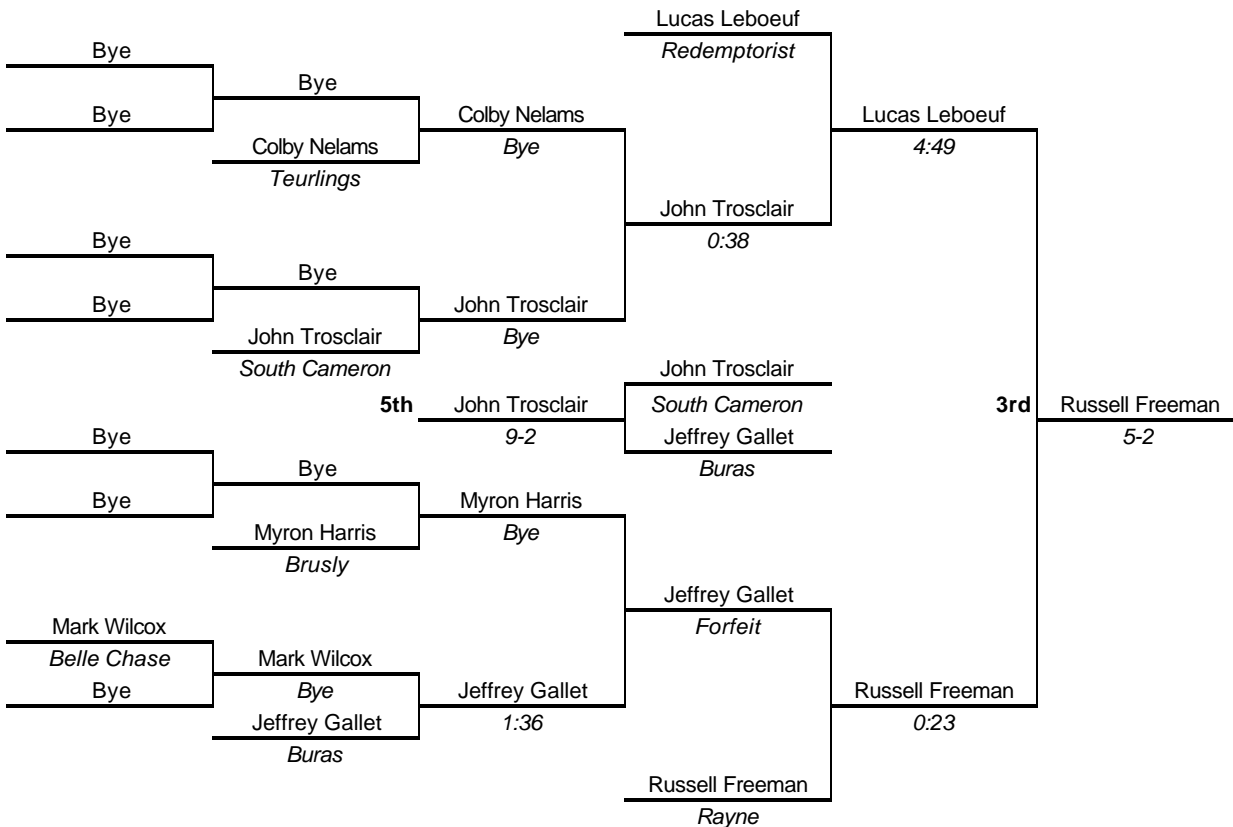 Lucas Leboeuf
Bye
Redemptorist
Bye
Bye
Colby Nelams
Lucas Leboeuf
Colby Nelams
Bye
4:49
Teurlings
John Trosclair
Bye
0:38
Bye
Bye
John Trosclair
John Trosclair
Bye
South Cameron
John Trosclair
5th
John Trosclair
South Cameron
3rd
Russell Freeman
9-2
Jeffrey Gallet
5-2
Bye
Buras
Bye
Bye
Myron Harris
Myron Harris
Bye
Brusly
Jeffrey Gallet
Mark Wilcox
Forfeit
Belle Chase
Mark Wilcox
Bye
Bye
Jeffrey Gallet
Russell Freeman
Jeffrey Gallet
1:36
0:23
Buras
Russell Freeman
Rayne